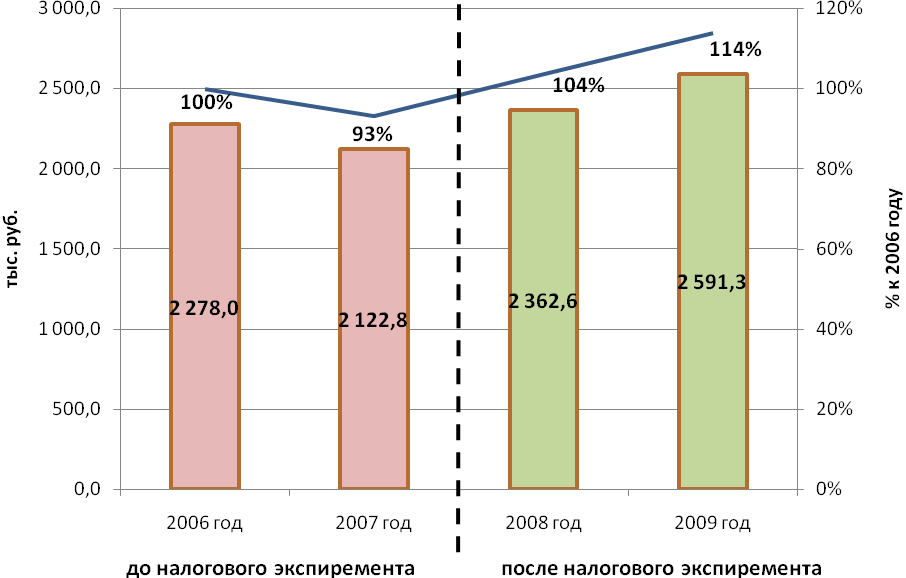 3 000,0
2 500,0
2 000,0
1 500,0
1 000,0
500,0
0,0
тыс. руб.
120%
100%
80%
60%
40%
20%
0%
% к 2006 году
100%
93%
104%
114%
2 278,0
2 122,8
2 362,6
2 591,3
2006 год
2007 год
2008 год
2009 год
до налогового экспиремента
после налогового экспиремента